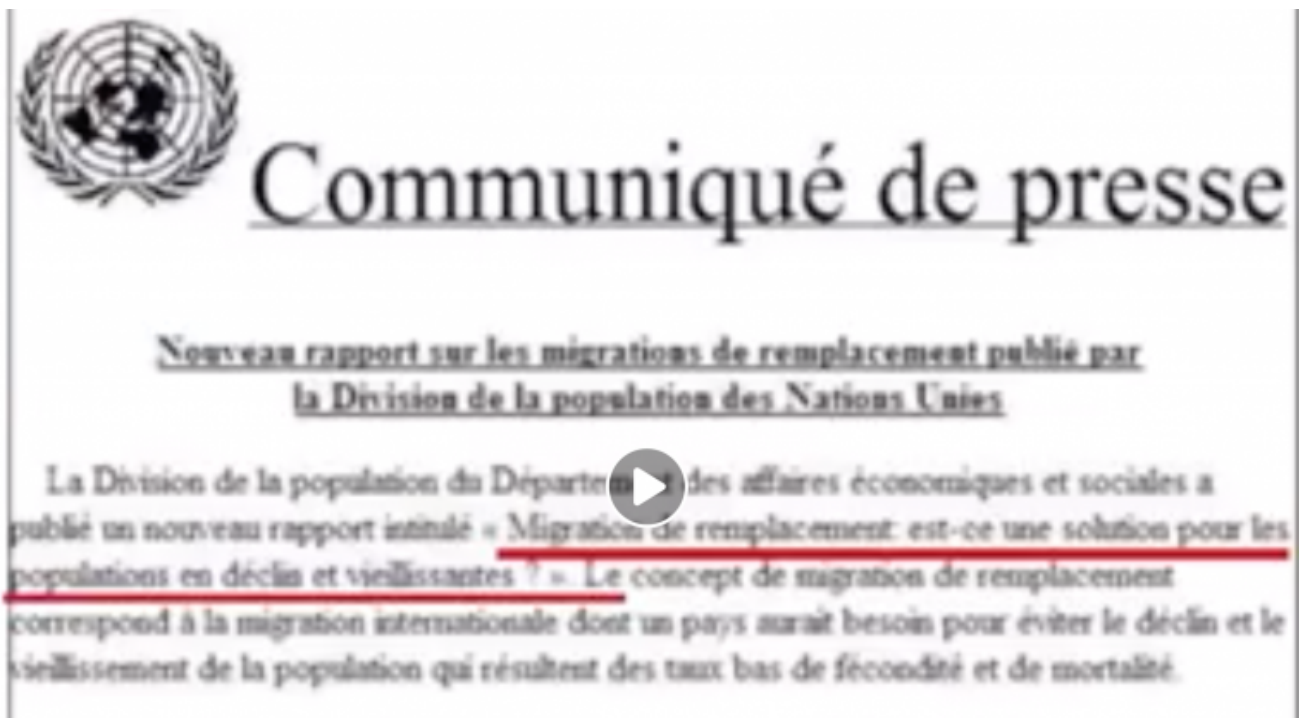 Communiqué de presse
Nouveau rapport sur les migrations de remplacement publié par
la Division de la population des Nations Unies
La Division de la population du Département des affaires économiques et sociales a
publié un nouveau rapport intitulé « Migration de remplacement: est-ce une solution pour les
populations en déclin et vieillissantes ? ». Le concept de migration de remplacement
correspond à la migration internationale dont un pays aurait besoin pour éviter le déclin et le
vieillissement de la population qui résultent des taux bas de fécondité et de mortalité.